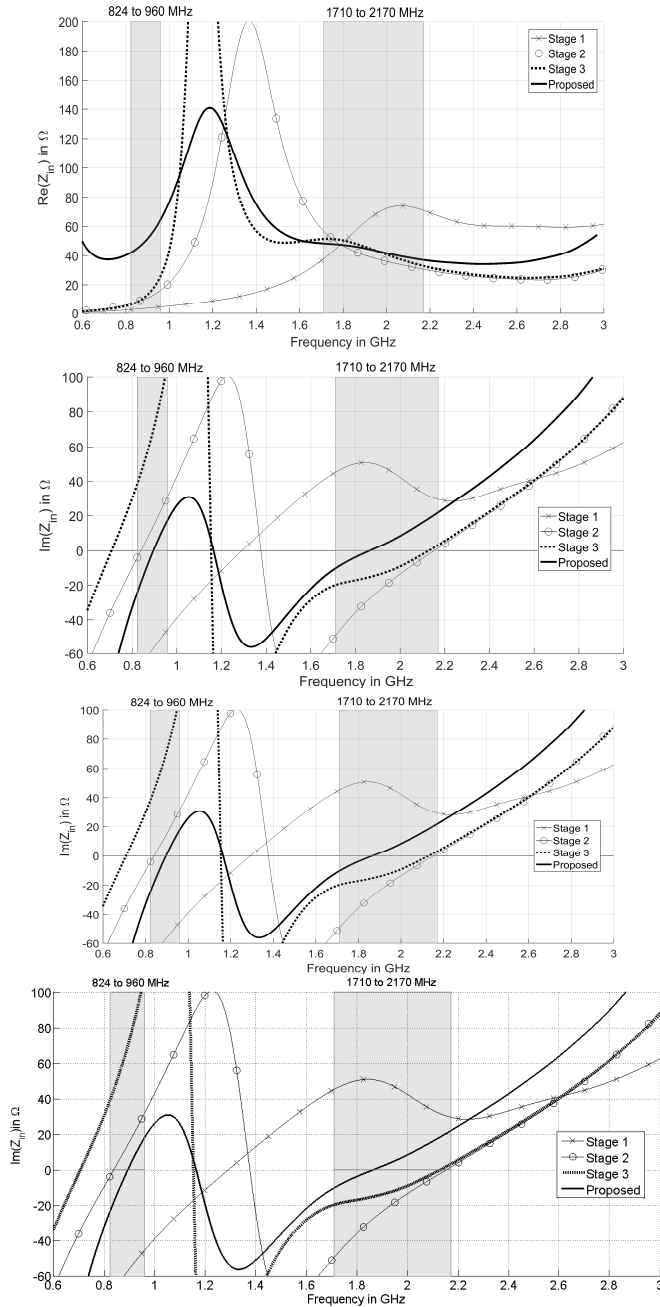 824 to 960 MHz
1710 to 2170 MHz
200
180
160
140
120
100
80
60
40
20
0
Re(Z_in) in Ω
Stage 1
Stage 2
Stage 3
Proposed
0.6 0.8 1 1.2 1.4 1.6 1.8 2 2.2 2.4 2.6 2.8 3
Frequency in GHz
824 to 960 MHz
1710 to 2170 MHz
100
80
60
40
20
0
-20
-40
-60
Im(Z_in) in Ω
Stage 1
Stage 2
Stage 3
Proposed
0.6 0.8 1 1.2 1.4 1.6 1.8 2 2.2 2.4 2.6 2.8 3
Frequency in GHz
824 to 960 MHz
1710 to 2170 MHz
100
80
60
40
20
0
-20
-40
-60
Im(Z_in) in Ω
Stage 1
Stage 2
Stage 3
Proposed
0.6 0.8 1 1.2 1.4 1.6 1.8 2 2.2 2.4 2.6 2.8 3
Frequency in GHz
824 to 960 MHz
1710 to 2170 MHz
100
80
60
40
20
0
-20
-40
-60
Im(Z_in)in Ω
Stage 1
Stage 2
Stage 3
Proposed
0.6 0.8 1 1.2 1.4 1.6 1.8 2 2.2 2.4 2.6 2.8 3
Frequency in GHz